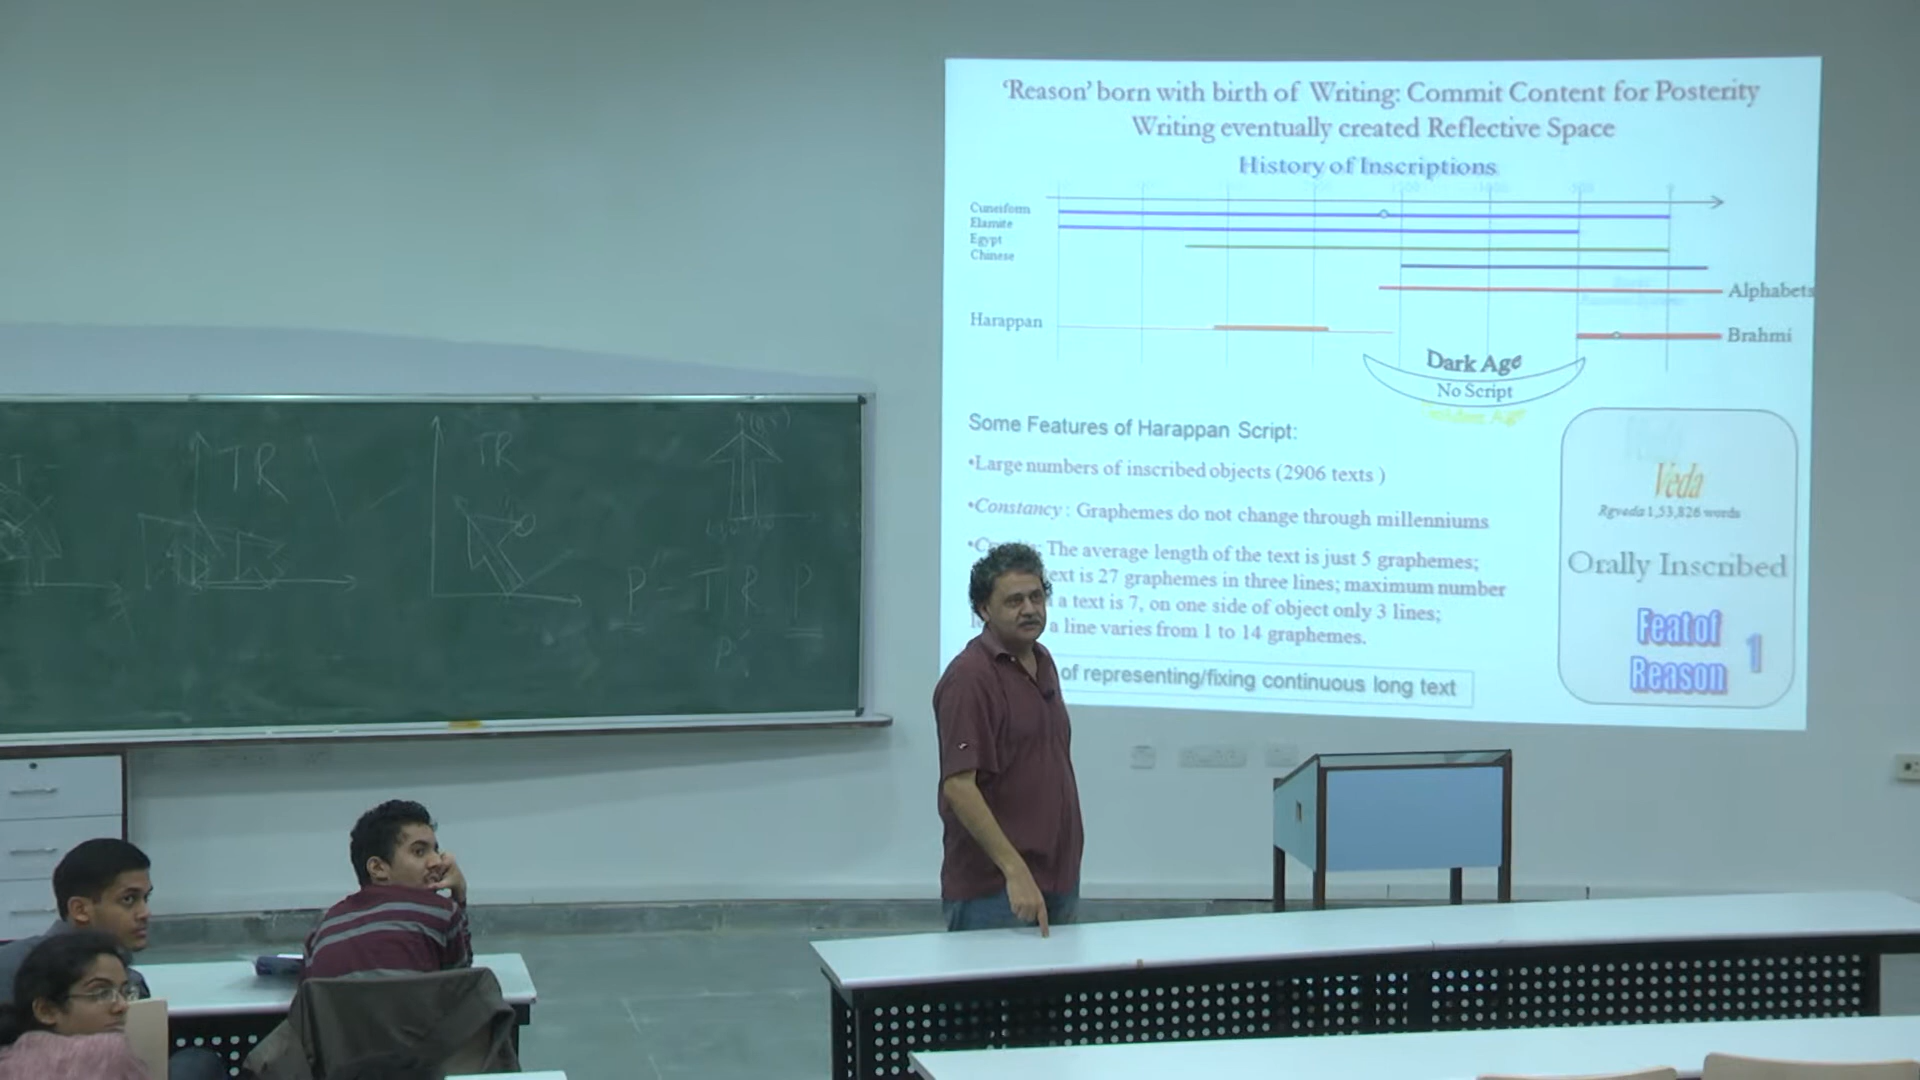 'Reason' born with birth of Writing: Commit Content for Posterity
Writing eventually created Reflective Space
History of Inscriptions
Cuneiform
Elamite
Egypt
Chinese
Alphabets
Harappan
Brahmi
Dark Age
No Script
Some Features of Harappan Script:
•Large numbers of inscribed objects (2906 texts )
•Constancy : Graphemes do not change through millenniums
The average length of the text is just 5 graphemes;
text is 27 graphemes in three lines; maximum number
a text is 7, on one side of object only 3 lines;
a line varies from 1 to 14 graphemes.
of representing/fixing continuous long text
Veda
Rgveda 1,53,826 words
Orally Inscribed
Feat of
Reason 1
TR
TR
P' = T R P
P'